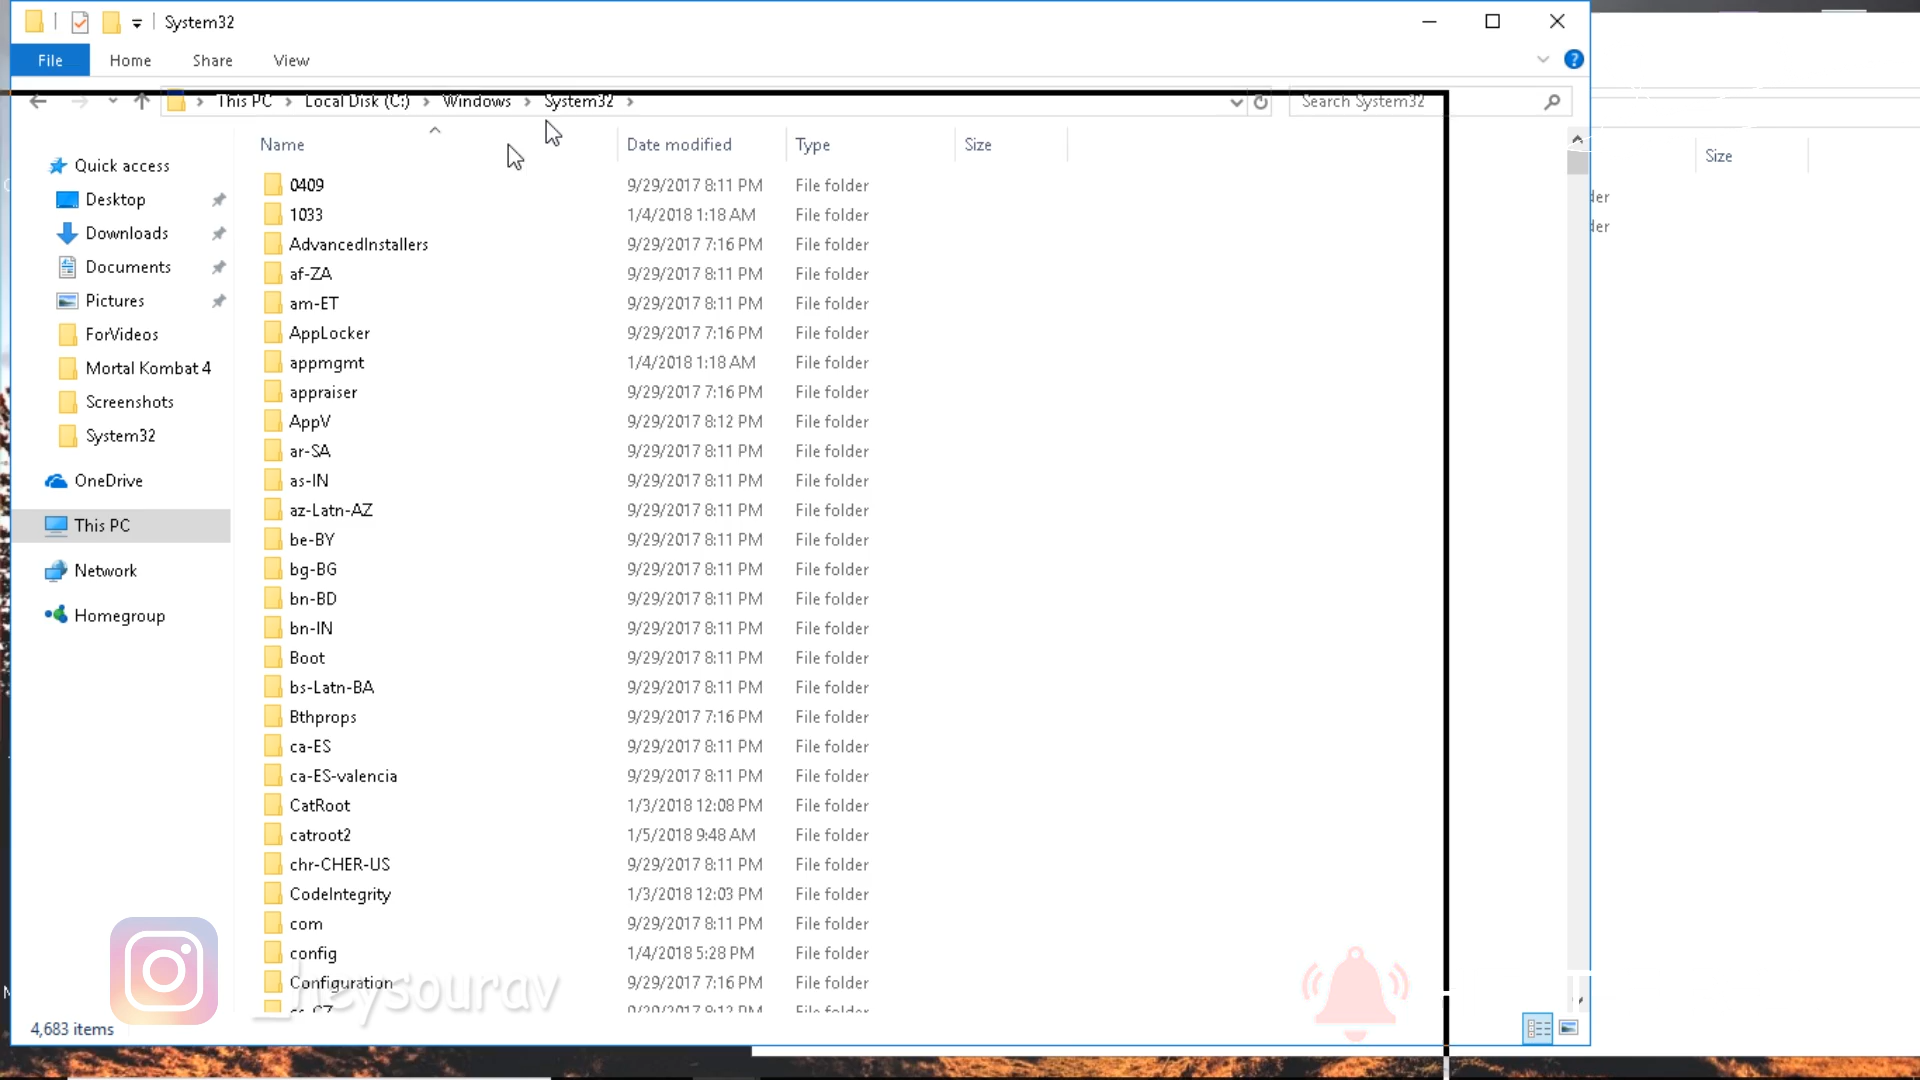 System32
File Home Share View
This PC Local Disk (C:) Windows System32 Search System32
Name Date modified Type Size
Size
Quick access
Desktop
Downloads
Documents
Pictures
ForVideos
Mortal Kombat 4
Screenshots
System32
OneDrive
This PC
Network
Homegroup
0409 9/29/2017 8:11 PM File folder
1033 1/4/2018 1:18 AM File folder
AdvancedInstallers 9/29/2017 7:16 PM File folder
af-ZA 9/29/2017 8:11 PM File folder
am-ET 9/29/2017 8:11 PM File folder
AppLocker 9/29/2017 7:16 PM File folder
appmgmt 1/4/2018 1:18 AM File folder
appraiser 9/29/2017 7:16 PM File folder
AppV 9/29/2017 8:12 PM File folder
ar-SA 9/29/2017 8:11 PM File folder
as-IN 9/29/2017 8:11 PM File folder
az-Latn-AZ 9/29/2017 8:11 PM File folder
be-BY 9/29/2017 8:11 PM File folder
bg-BG 9/29/2017 8:11 PM File folder
bn-BD 9/29/2017 8:11 PM File folder
bn-IN 9/29/2017 8:11 PM File folder
Boot 9/29/2017 8:11 PM File folder
bs-Latn-BA 9/29/2017 8:11 PM File folder
Bthprops 9/29/2017 7:16 PM File folder
ca-ES 9/29/2017 8:11 PM File folder
ca-ES-valencia 9/29/2017 8:11 PM File folder
CatRoot 1/3/2018 12:08 PM File folder
catroot2 1/5/2018 9:48 AM File folder
chr-CHER-US 9/29/2017 8:11 PM File folder
CodeIntegrity 1/3/2018 12:03 PM File folder
com 9/29/2017 8:11 PM File folder
config 1/4/2018 5:28 PM File folder
Configuration 9/29/2017 7:16 PM File folder
_heysourav
4,683 items